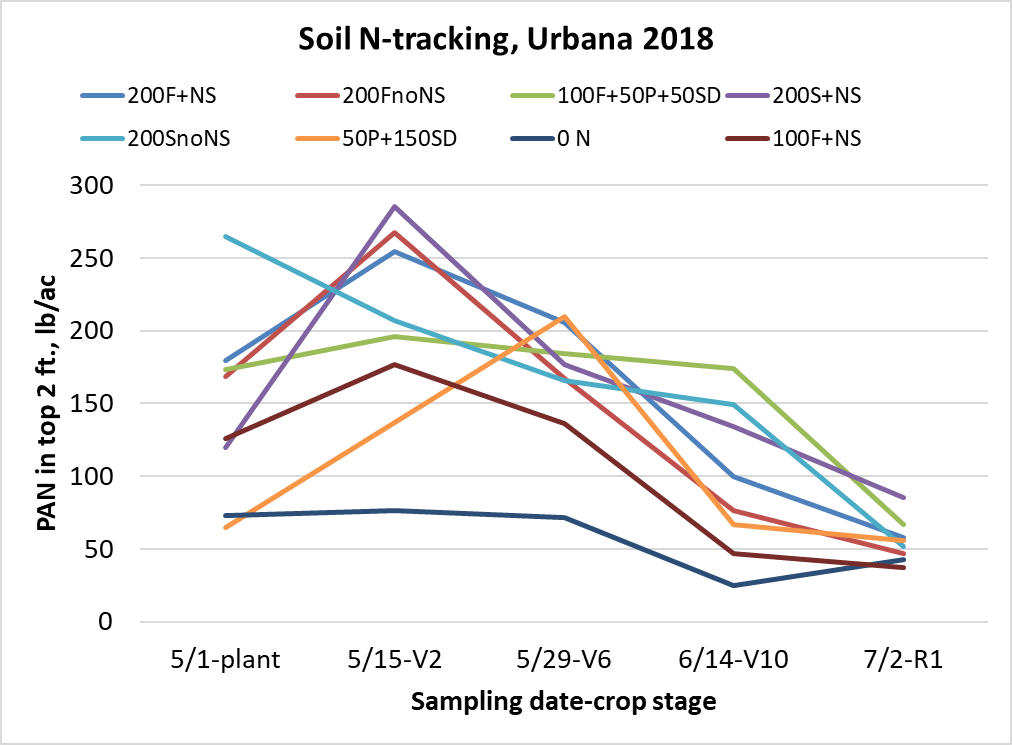 Soil N-tracking, Urbana 2018
200F+NS 200FnoNS 100F+50P+50SD 200S+NS
200SnoNS 50P+150SD 0 N 100F+NS
300
250
200
150
100
50
0
PAN in top 2 ft., lb/ac
5/1-plant 5/15-V2 5/29-V6 6/14-V10 7/2-R1
Sampling date-crop stage